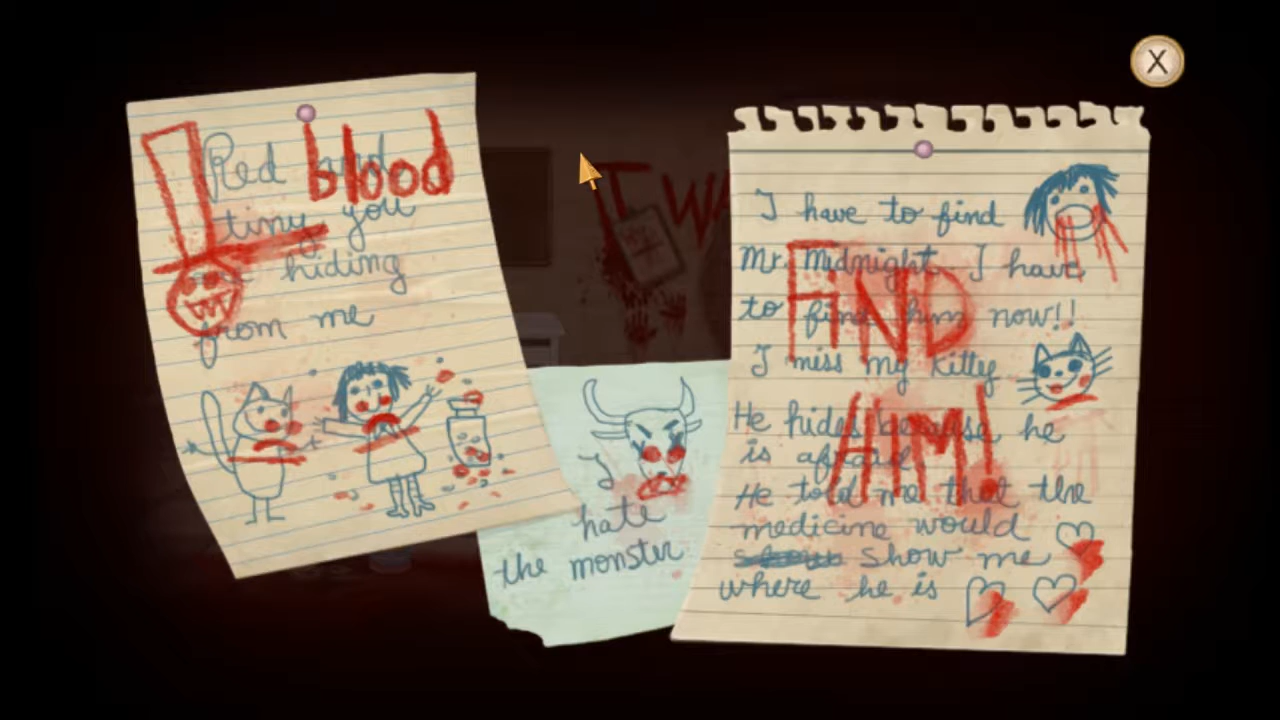 Red and blood
tiny you
are hiding
from me
I
hate
the monster
I WA
I have to find
Mr. Midnight. I have
to find him now!!
I miss my kitty
He hides because he
is afraid
He told me that the
medicine would
show me
where he is
FIND
HIM!
X